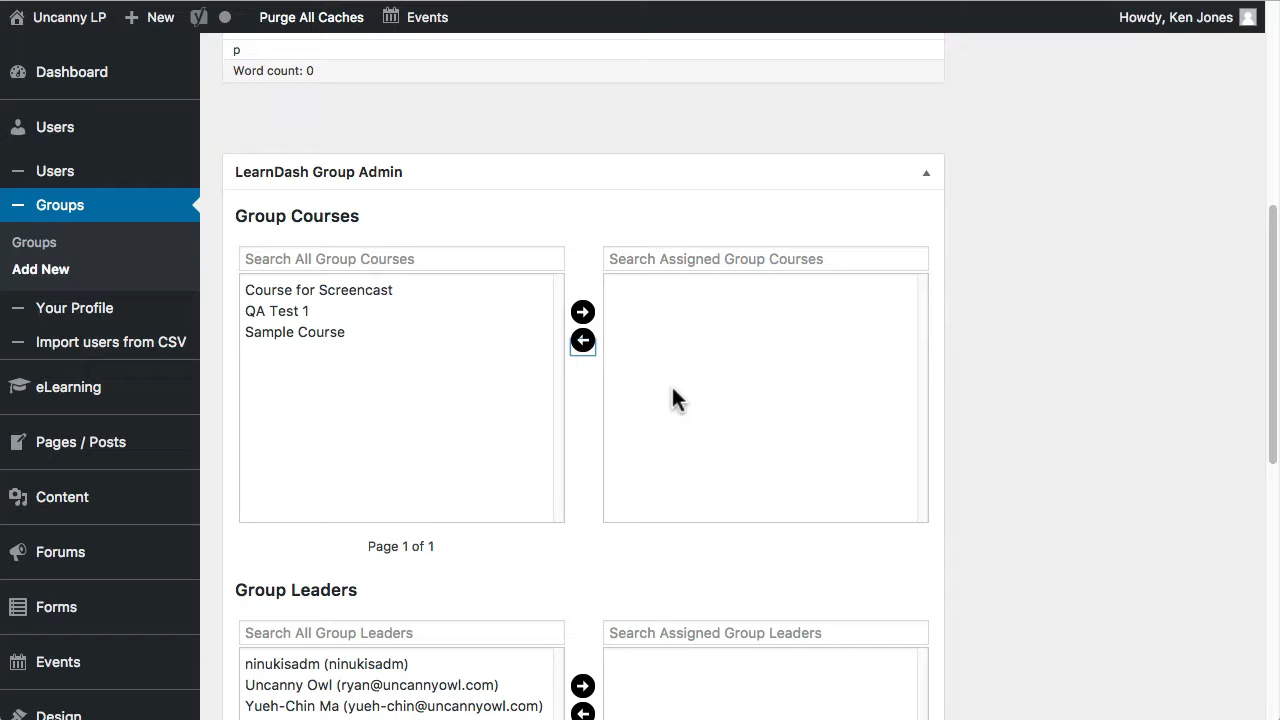 Uncanny LP New Purge All Caches Events Howdy, Ken Jones
p
Word count: 0
Dashboard
Users
Users
Groups
Groups
Add New
Your Profile
Import users from CSV
eLearning
Pages / Posts
Content
Forums
Forms
Events
Design
LearnDash Group Admin
Group Courses
Search All Group Courses
Search Assigned Group Courses
Course for Screencast
QA Test 1
Sample Course
Page 1 of 1
Group Leaders
Search All Group Leaders
Search Assigned Group Leaders
ninukisadm (ninukisadm)
Uncanny Owl (ryan@uncannyowl.com)
Yueh-Chin Ma (yueh-chin@uncannyowl.com)